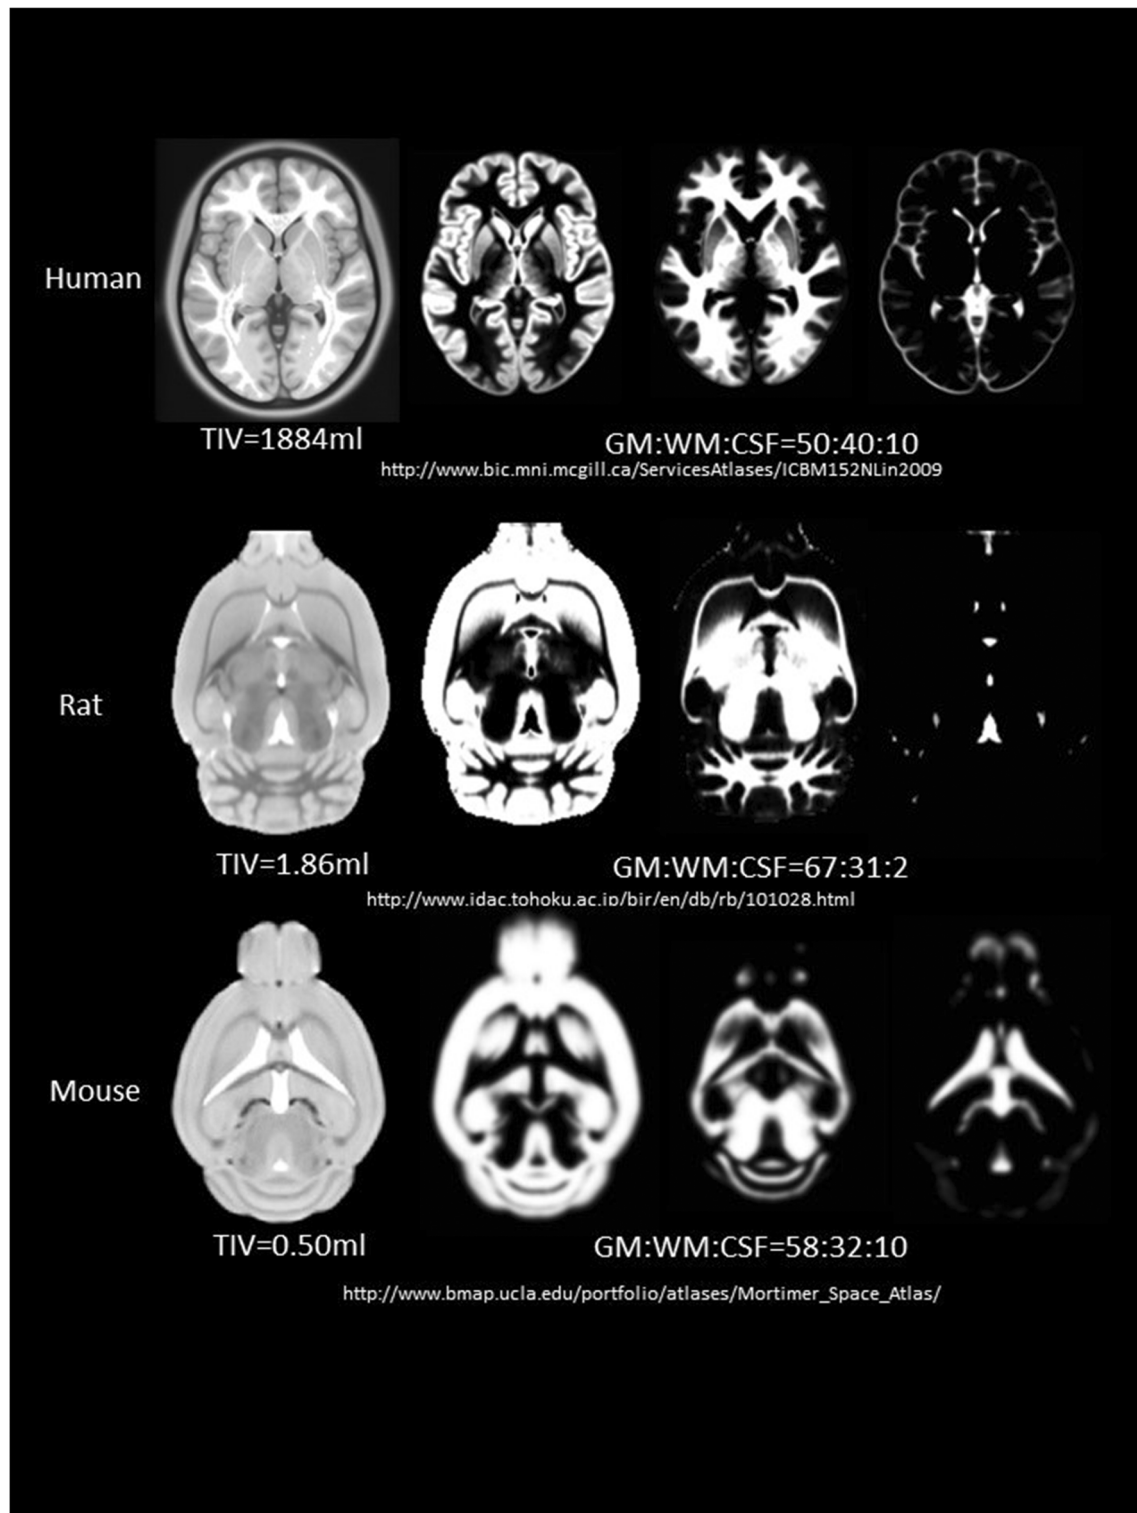 Human
TIV=1884ml
GM:WM:CSF=50:40:10
http://www.bic.mni.mcgill.ca/ServicesAtlases/ICBM152NLin2009
Rat
TIV=1.86ml
GM:WM:CSF=67:31:2
http://www.idac.tohoku.ac.jp/bir/en/db/rb/101028.html
Mouse
TIV=0.50ml
GM:WM:CSF=58:32:10
http://www.bmap.ucla.edu/portfolio/atlases/Mortimer_Space_Atlas/